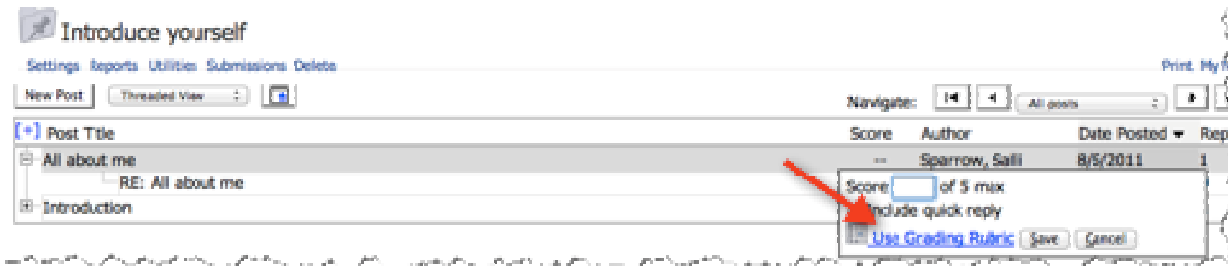 Introduce yourself
Settings Reports Utilities Submissions Delete Print My
New Post Threaded View Navigate: All posts
[+] Post Title Score Author Date Posted Rep
All about me -- Sparrow, Salli 8/5/2011 1
RE: All about me
Score of 5 max
Introduction
Include quick reply
Use Grading Rubric Save Cancel